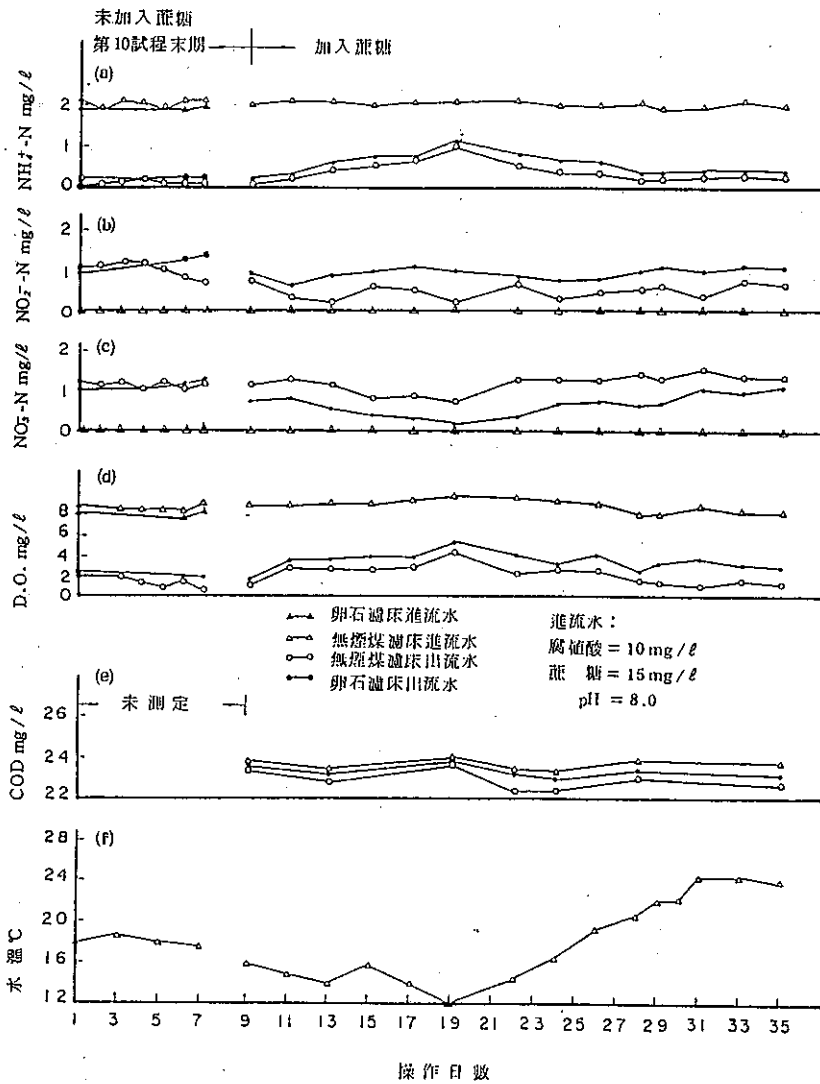 未加入蔗糖
第10試程末期
加入蔗糖
(a)
NH₄⁺-N mg/ℓ
2
1
0
(b)
NO₂⁻-N mg/ℓ
2
1
0
(c)
NO₃⁻-N mg/ℓ
2
1
0
(d)
D.O. mg/ℓ
8
6
4
2
0
卵石濾床進流水
無煙煤濾床進流水
無煙煤濾床出流水
卵石濾床出流水
進流水：
腐植酸 = 10 mg/ℓ
蔗 糖 = 15 mg/ℓ
pH = 8.0
(e)
未測定
COD mg/ℓ
26
24
22
(f)
水溫℃
28
24
20
16
12
1 3 5 7 9 11 13 15 17 19 21 23 25 27 29 31 33 35
操作日數